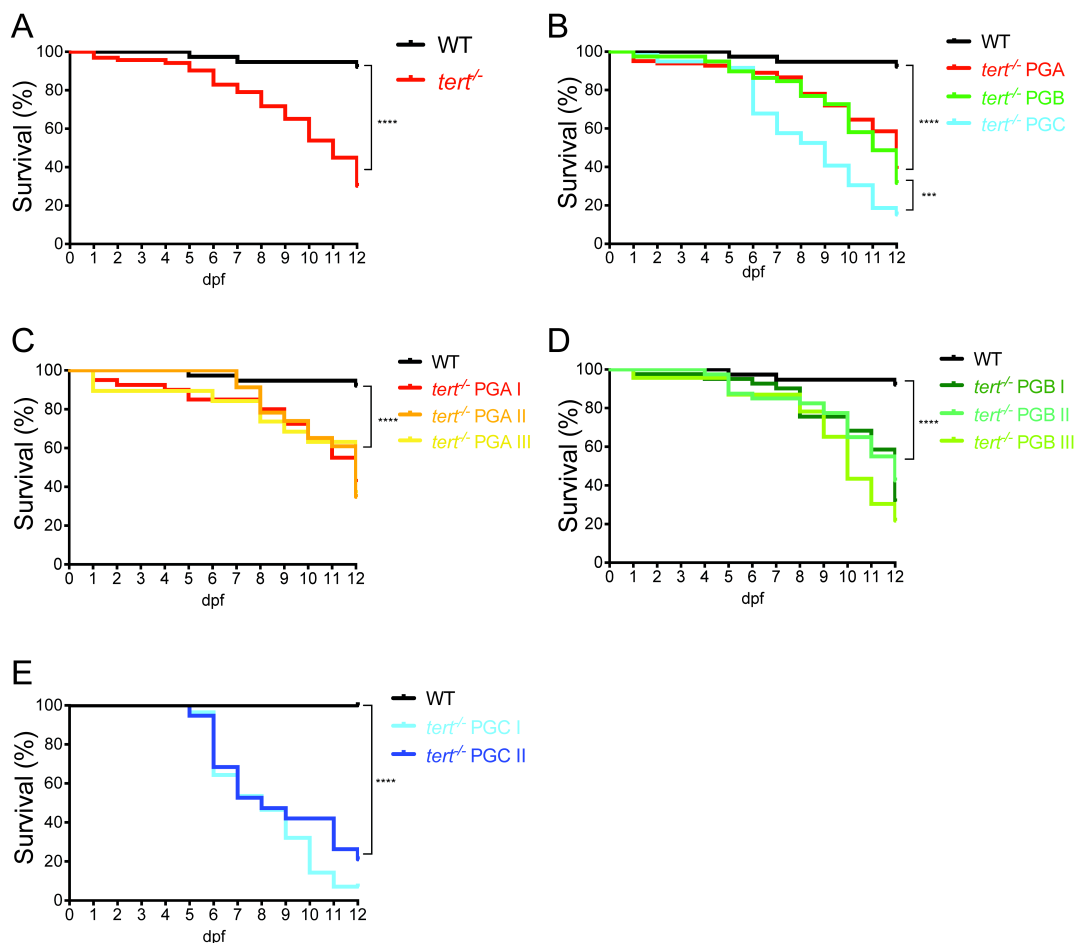 A
WT
tert-/-
Survival (%)
100
80
60
40
20
0
0 1 2 3 4 5 6 7 8 9 10 11 12
dpf
****
B
WT
tert-/- PGA
tert-/- PGB
tert-/- PGC
Survival (%)
100
80
60
40
20
0
0 1 2 3 4 5 6 7 8 9 10 11 12
dpf
****
***
C
WT
tert-/- PGA I
tert-/- PGA II
tert-/- PGA III
Survival (%)
100
80
60
40
20
0
0 1 2 3 4 5 6 7 8 9 10 11 12
dpf
****
D
WT
tert-/- PGB I
tert-/- PGB II
tert-/- PGB III
Survival (%)
100
80
60
40
20
0
0 1 2 3 4 5 6 7 8 9 10 11 12
dpf
****
E
WT
tert-/- PGC I
tert-/- PGC II
Survival (%)
100
80
60
40
20
0
0 1 2 3 4 5 6 7 8 9 10 11 12
dpf
****